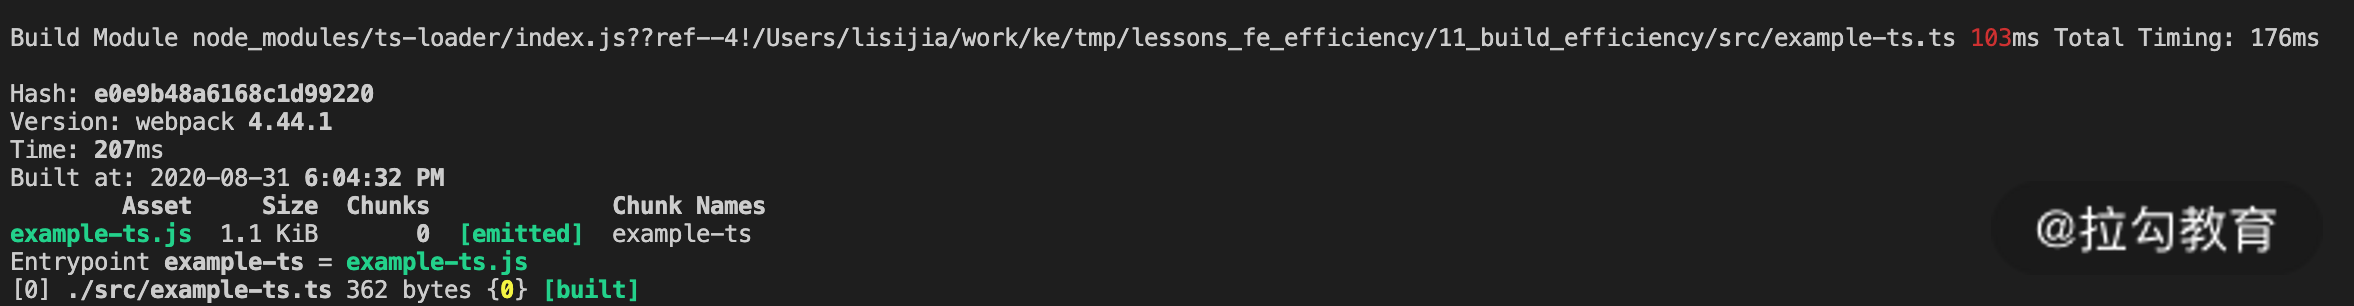 Build Module node_modules/ts-loader/index.js??ref--4!/Users/lisijia/work/ke/tmp/lessons_fe_efficiency/11_build_efficiency/src/example-ts.ts 103ms Total Timing: 176ms
Hash: e0e9b48a6168c1d99220
Version: webpack 4.44.1
Time: 207ms
Built at: 2020-08-31 6:04:32 PM
Asset Size Chunks Chunk Names
example-ts.js 1.1 KiB 0 [emitted] example-ts
Entrypoint example-ts = example-ts.js
[0] ./src/example-ts.ts 362 bytes {0} [built]
@拉勾教育